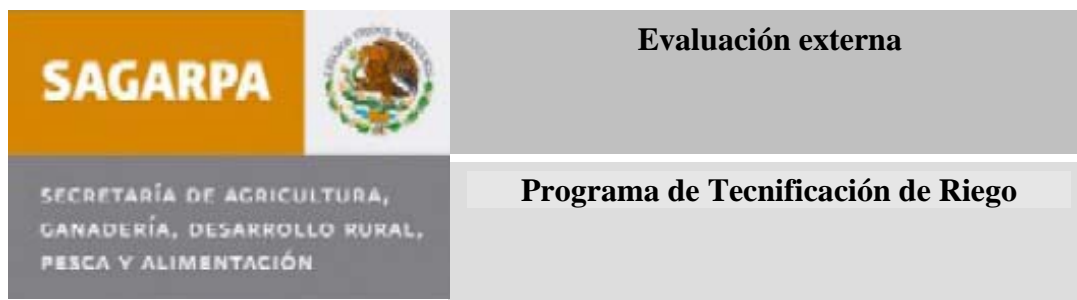 SAGARPA
SECRETARÍA DE AGRICULTURA,
GANADERÍA, DESARROLLO RURAL,
PESCA Y ALIMENTACIÓN
Evaluación externa
Programa de Tecnificación de Riego